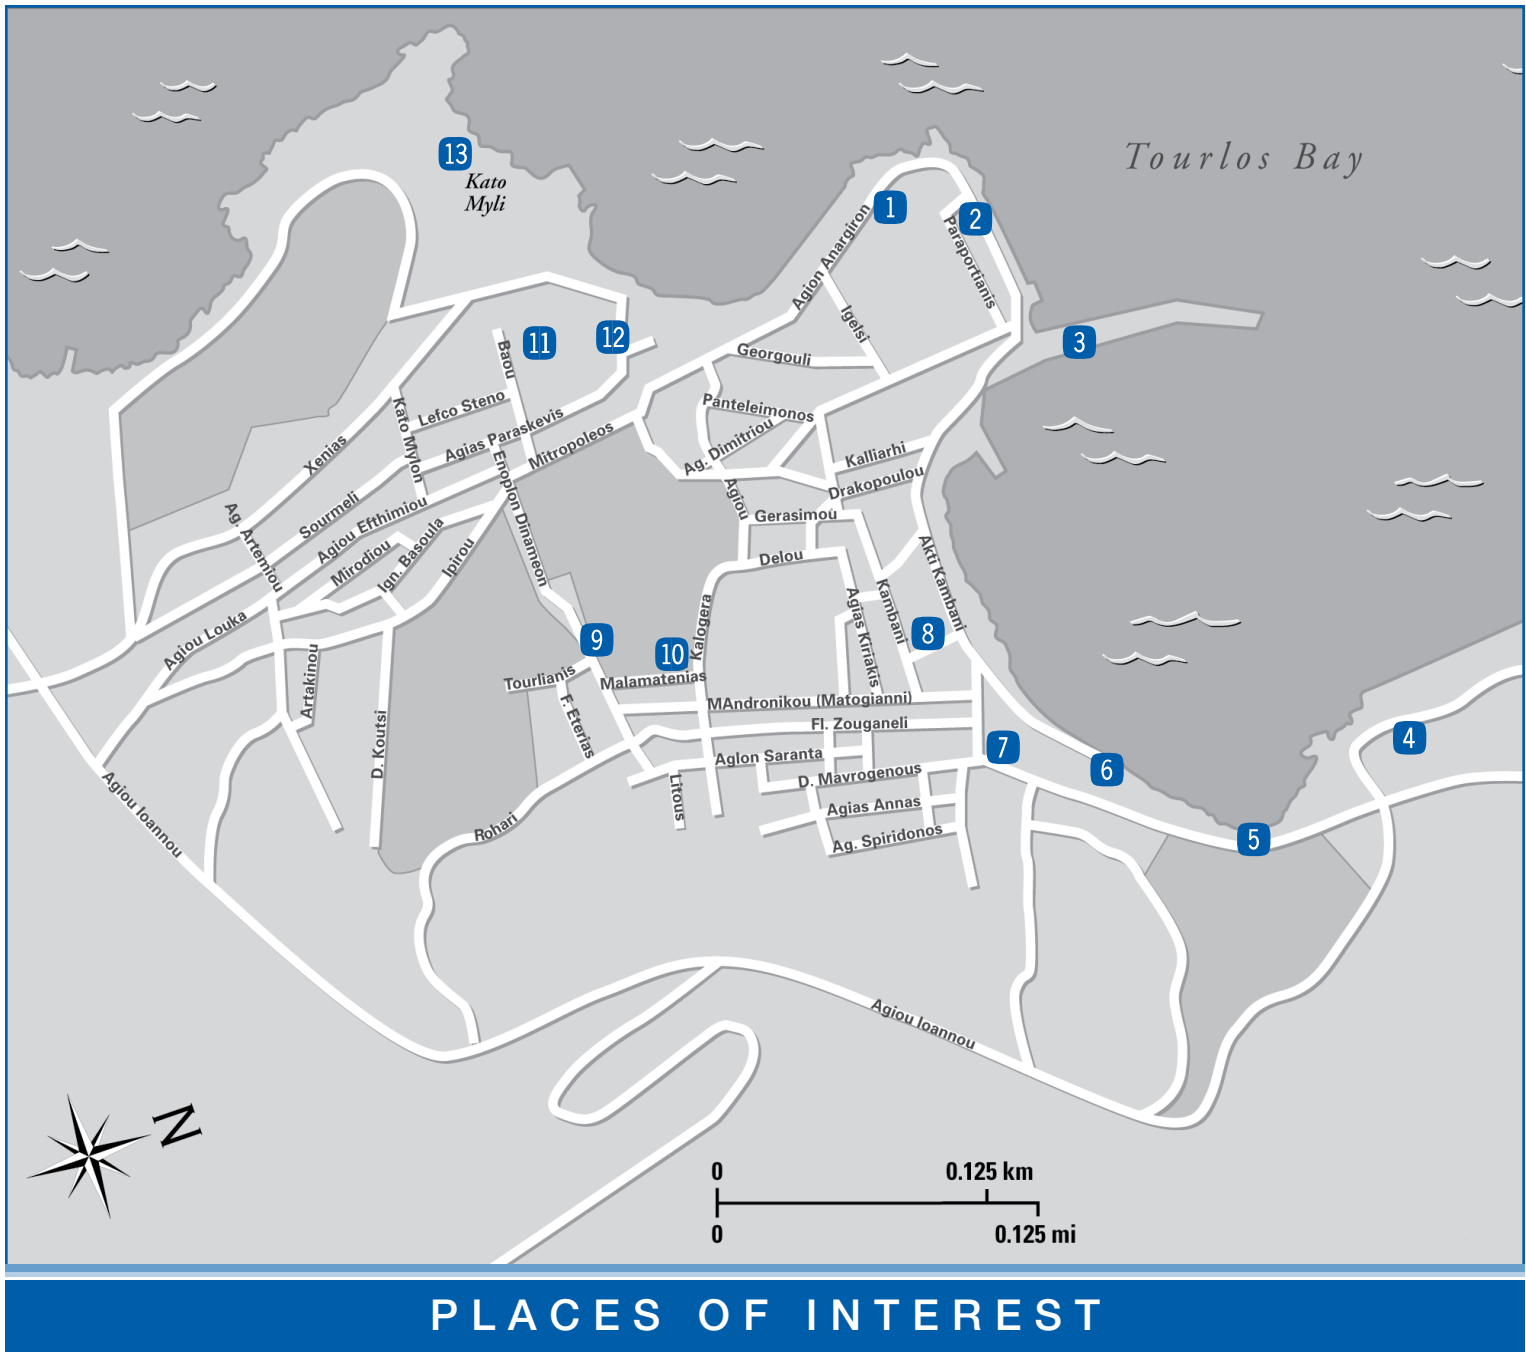 Tourlos Bay
13
Kato
Myli
1
2
Agion Anargiron
Paraportianis
Igelsi
3
11
12
Baou
Georgouli
Lefco Steno
Kato Mylon
Panteleimonos
Agias Paraskevis
Mitropoleos
Ag. Dimitriou
Kalliarhi
Xenias
Enoplon Dinameon
Drakopoulou
Agiou
Sourmeli
Agiou Efthimiou
Gerasimou
Ag. Artemiou
Mirodiou
Ign. Basoula
Ipirou
Delou
Akti Kambani
Kambani
Agias Kiriakis
Kalogera
Agiou Louka
9
10
8
Artakinou
Tourlianis
Malamatenias
F. Eterias
MAndronikou (Matogianni)
Fl. Zouganeli
D. Koutsi
7
4
6
Aglon Saranta
D. Mavrogenous
Litous
Agiou Ioannou
Agias Annas
Rohari
Ag. Spiridonos
5
Agiou Ioannou
N
0
0.125 km
0
0.125 mi
PLACES OF INTEREST